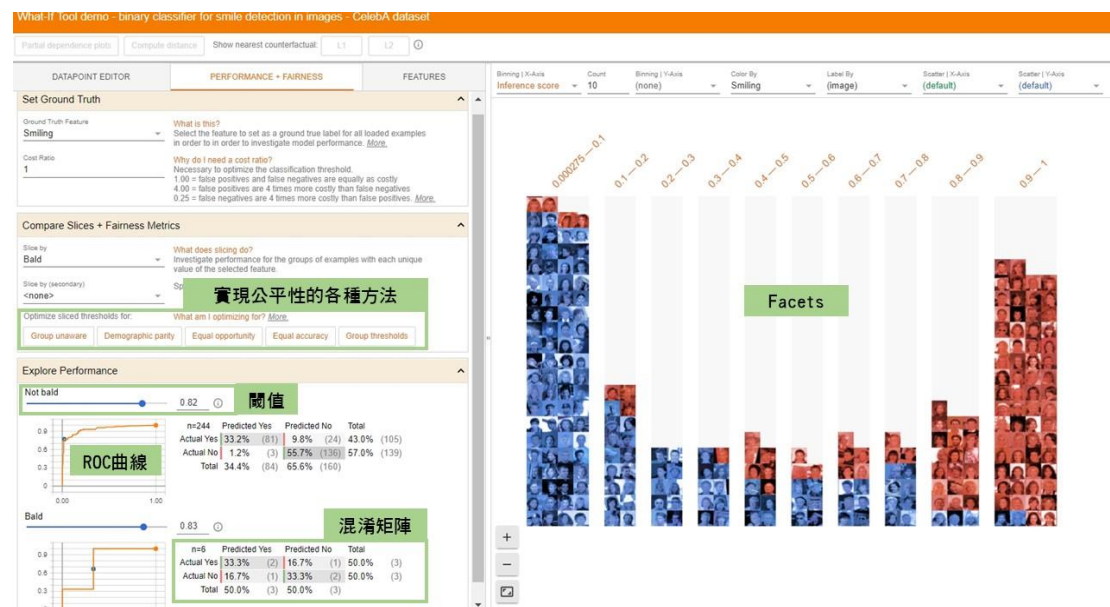 What-If Tool demo - binary classifier for smile detection in images - CelebA dataset
Partial dependence plots Compute distance Show nearest counterfactual: L1 L2
DATAPOINT EDITOR PERFORMANCE + FAIRNESS FEATURES
Binning | X-Axis Count Binning | Y-Axis Color By Label By Scatter | X-Axis Scatter | Y-Axis
Inference score 10 (none) Smiling (image) (default) (default)
Set Ground Truth
Ground Truth Feature
Smiling
What is this?
Select the feature to set as a ground true label for all loaded examples
in order to in order to investigate model performance. More.
Cost Ratio
1
Why do I need a cost ratio?
Necessary to optimize the classification threshold.
1.00 = false positives and false negatives are equally as costly
4.00 = false positives are 4 times more costly than false negatives
0.25 = false negatives are 4 times more costly than false positives. More.
Compare Slices + Fairness Metrics
Slice by
Bald
What does slicing do?
Investigate performance for the groups of examples with each unique
value of the selected feature.
Slice by (secondary)
<none>
Sp
實現公平性的各種方法
Optimize sliced thresholds for: What am I optimizing for? More.
Group unaware Demographic parity Equal opportunity Equal accuracy Group thresholds
Explore Performance
Not bald
0.82
閾值
0.9
0.6
0.3
0
0.00 1.00
ROC曲線
n=244 Predicted Yes Predicted No Total
Actual Yes 33.2% (81) 9.8% (24) 43.0% (105)
Actual No 1.2% (3) 55.7% (136) 57.0% (139)
Total 34.4% (84) 65.6% (160)
Bald
0.83
混淆矩陣
0.9
0.6
0.3
n=6 Predicted Yes Predicted No Total
Actual Yes 33.3% (2) 16.7% (1) 50.0% (3)
Actual No 16.7% (1) 33.3% (2) 50.0% (3)
Total 50.0% (3) 50.0% (3)
0.000275—0.1
0.1—0.2
0.2—0.3
0.3—0.4
0.4—0.5
0.5—0.6
0.6—0.7
0.7—0.8
0.8—0.9
0.9—1
Facets